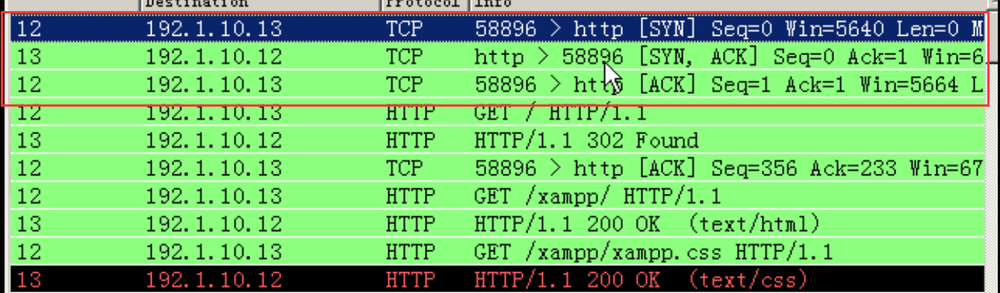 Destination Protocol Info
12 192.1.10.13 TCP 58896 > http [SYN] Seq=0 Win=5640 Len=0 M
13 192.1.10.12 TCP http > 58896 [SYN, ACK] Seq=0 Ack=1 Win=6
12 192.1.10.13 TCP 58896 > http [ACK] Seq=1 Ack=1 Win=5664 L
12 192.1.10.13 HTTP GET / HTTP/1.1
13 192.1.10.12 HTTP HTTP/1.1 302 Found
12 192.1.10.13 TCP 58896 > http [ACK] Seq=356 Ack=233 Win=67
12 192.1.10.13 HTTP GET /xampp/ HTTP/1.1
13 192.1.10.12 HTTP HTTP/1.1 200 OK (text/html)
12 192.1.10.13 HTTP GET /xampp/xampp.css HTTP/1.1
13 192.1.10.12 HTTP HTTP/1.1 200 OK (text/css)